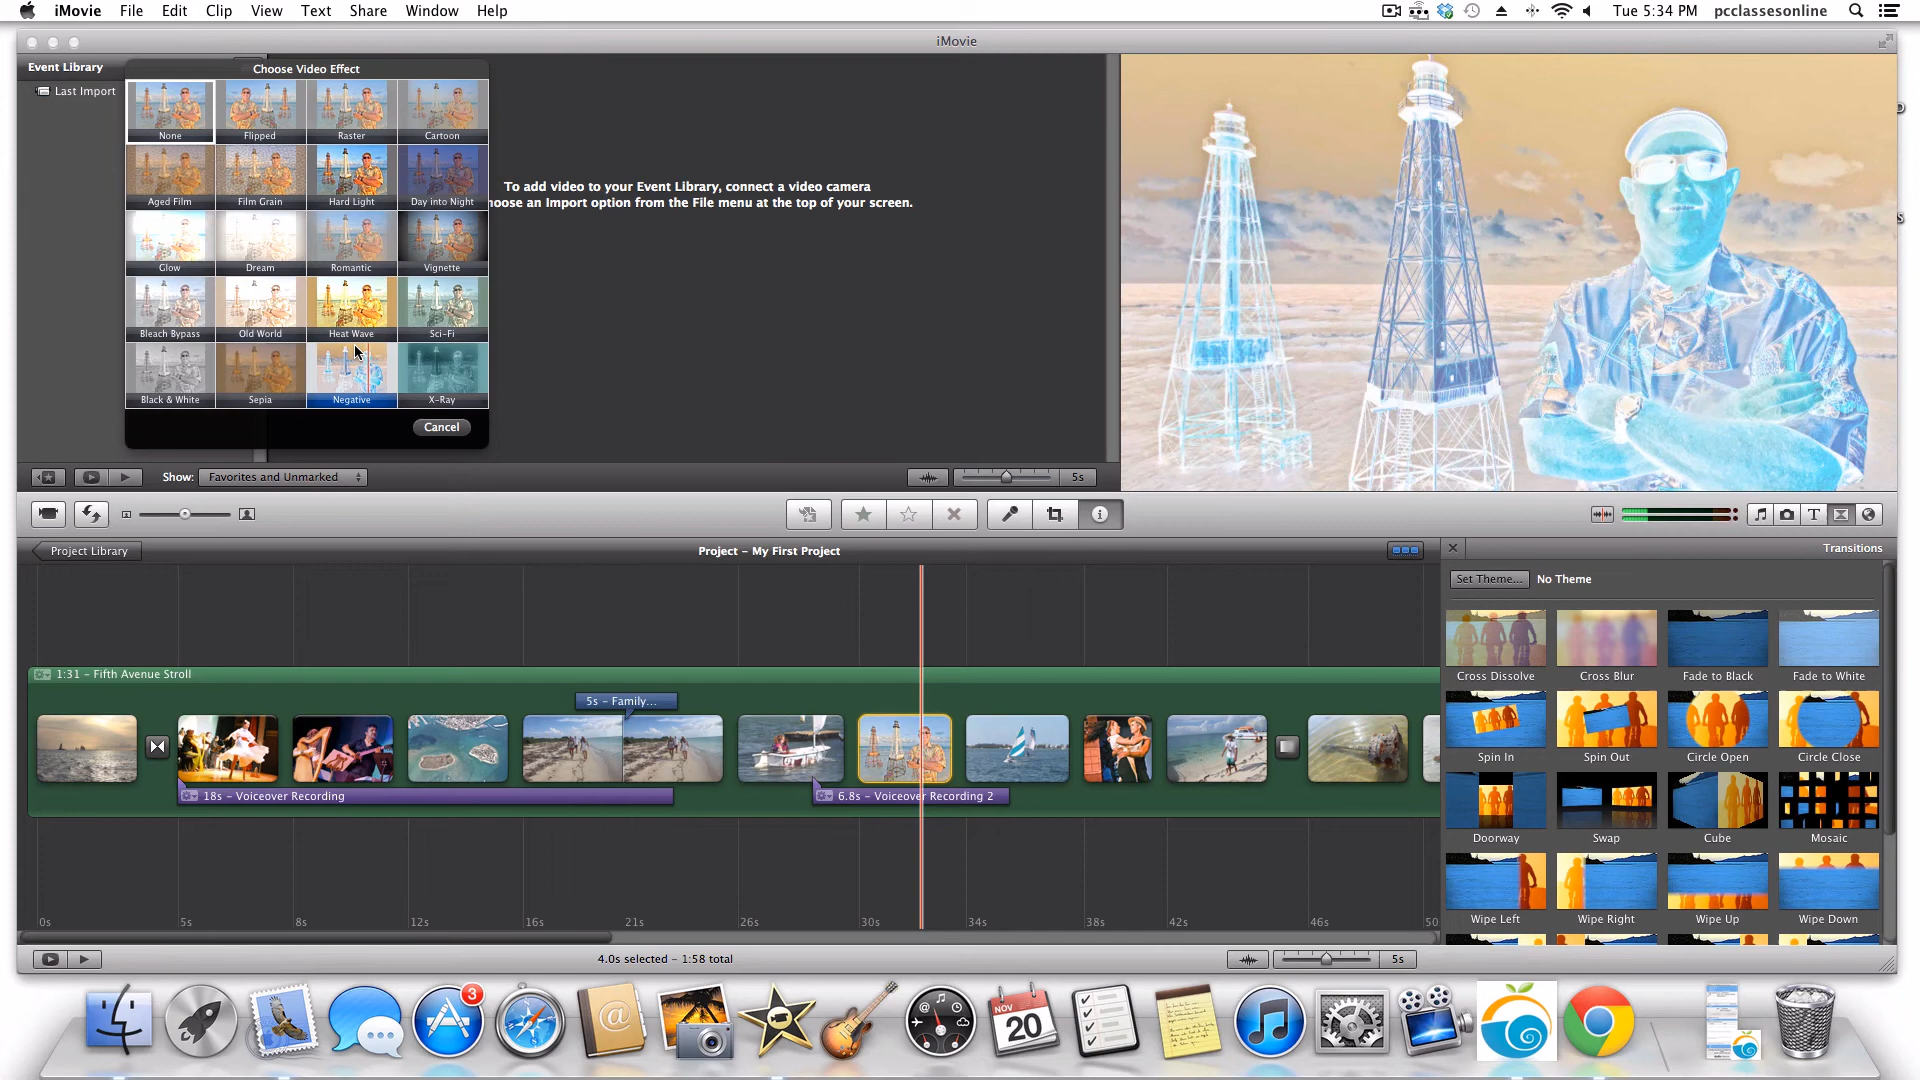 iMovie File Edit Clip View Text Share Window Help Tue 5:34 PM pcclassesonline
iMovie
Event Library
Last Import
Choose Video Effect
None Flipped Raster Cartoon
Aged Film Film Grain Hard Light Day into Night
Glow Dream Romantic Vignette
Bleach Bypass Old World Heat Wave Sci-Fi
Black & White Sepia Negative X-Ray
Cancel
To add video to your Event Library, connect a video camera
oose an Import option from the File menu at the top of your screen.
Show: Favorites and Unmarked 5s
Project Library Project - My First Project
Transitions
Set Theme... No Theme
Cross Dissolve Cross Blur Fade to Black Fade to White
Spin In Spin Out Circle Open Circle Close
Doorway Swap Cube Mosaic
Wipe Left Wipe Right Wipe Up Wipe Down
1:31 - Fifth Avenue Stroll
5s - Family...
18s - Voiceover Recording 6.8s - Voiceover Recording 2
0s 5s 8s 12s 16s 21s 26s 30s 34s 38s 42s 46s 50
4.0s selected - 1:58 total 5s
3
NOV
20